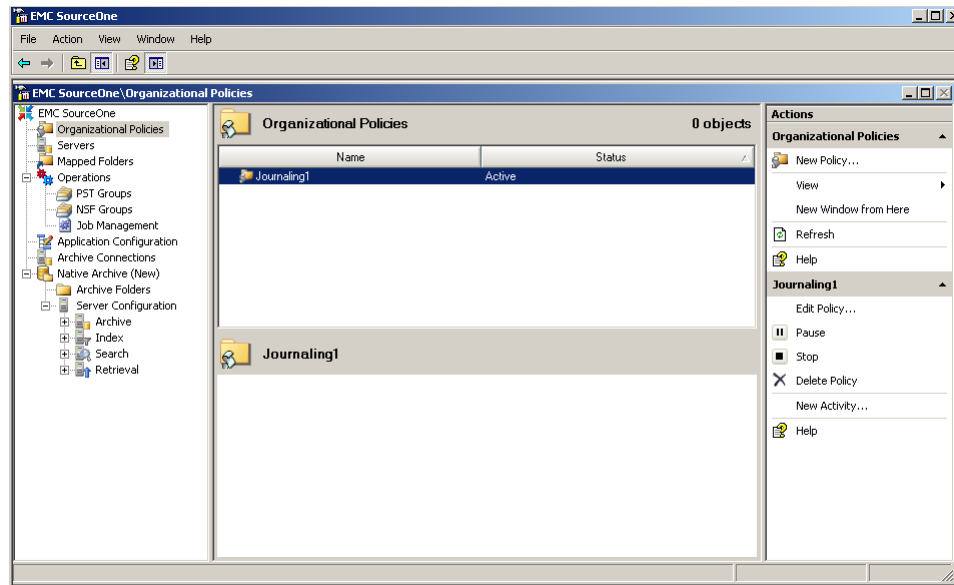 EMC SourceOne
File Action View Window Help
EMC SourceOne\Organizational Policies
EMC SourceOne
Organizational Policies
Servers
Mapped Folders
Operations
PST Groups
NSF Groups
Job Management
Application Configuration
Archive Connections
Native Archive (New)
Archive Folders
Server Configuration
Archive
Index
Search
Retrieval
Organizational Policies 0 objects
Name Status
Journaling1 Active
Journaling1
Actions
Organizational Policies
New Policy...
View
New Window from Here
Refresh
Help
Journaling1
Edit Policy...
Pause
Stop
Delete Policy
New Activity...
Help